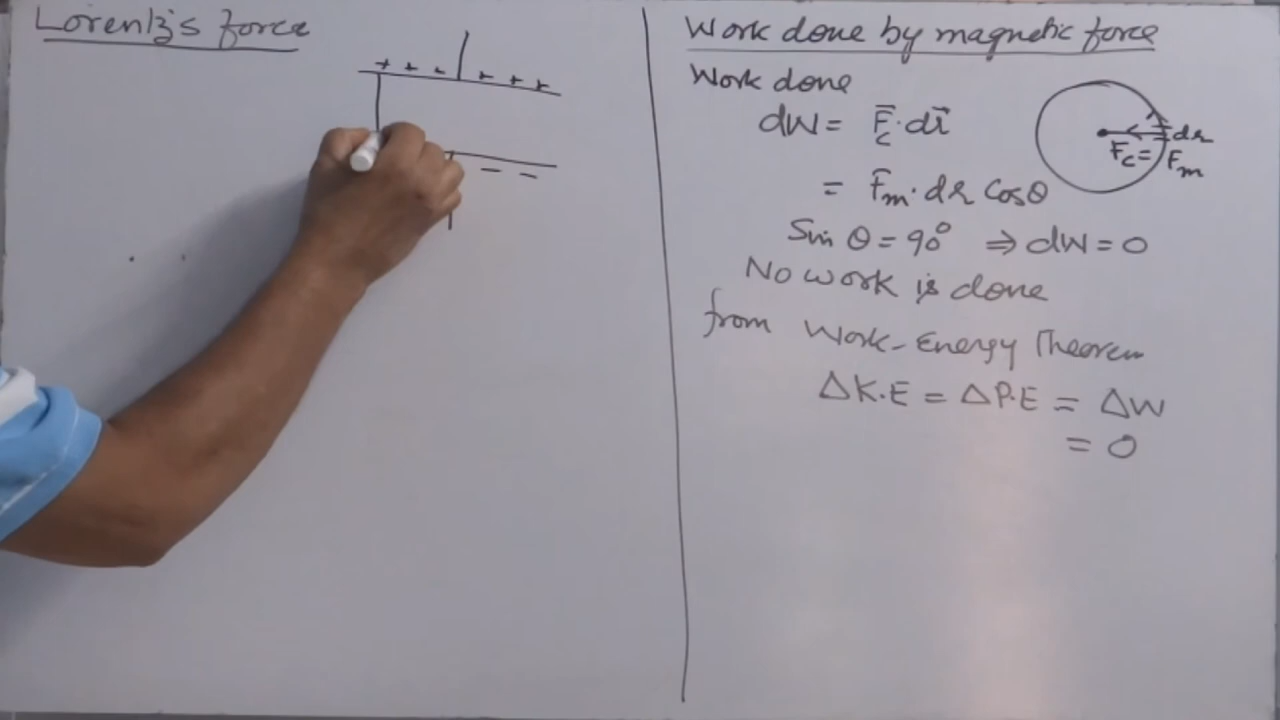 Lorentz's force
+ + - + + +
- -
Work done by magnetic force
Work done
dW = F̄c · dr̄
dr
Fc = Fm
= F̄m · dr Cosθ
Sin θ = 90° ⇒ dW = 0
No work is done
from Work-Energy Theorem
ΔK.E = ΔP.E = ΔW
= 0